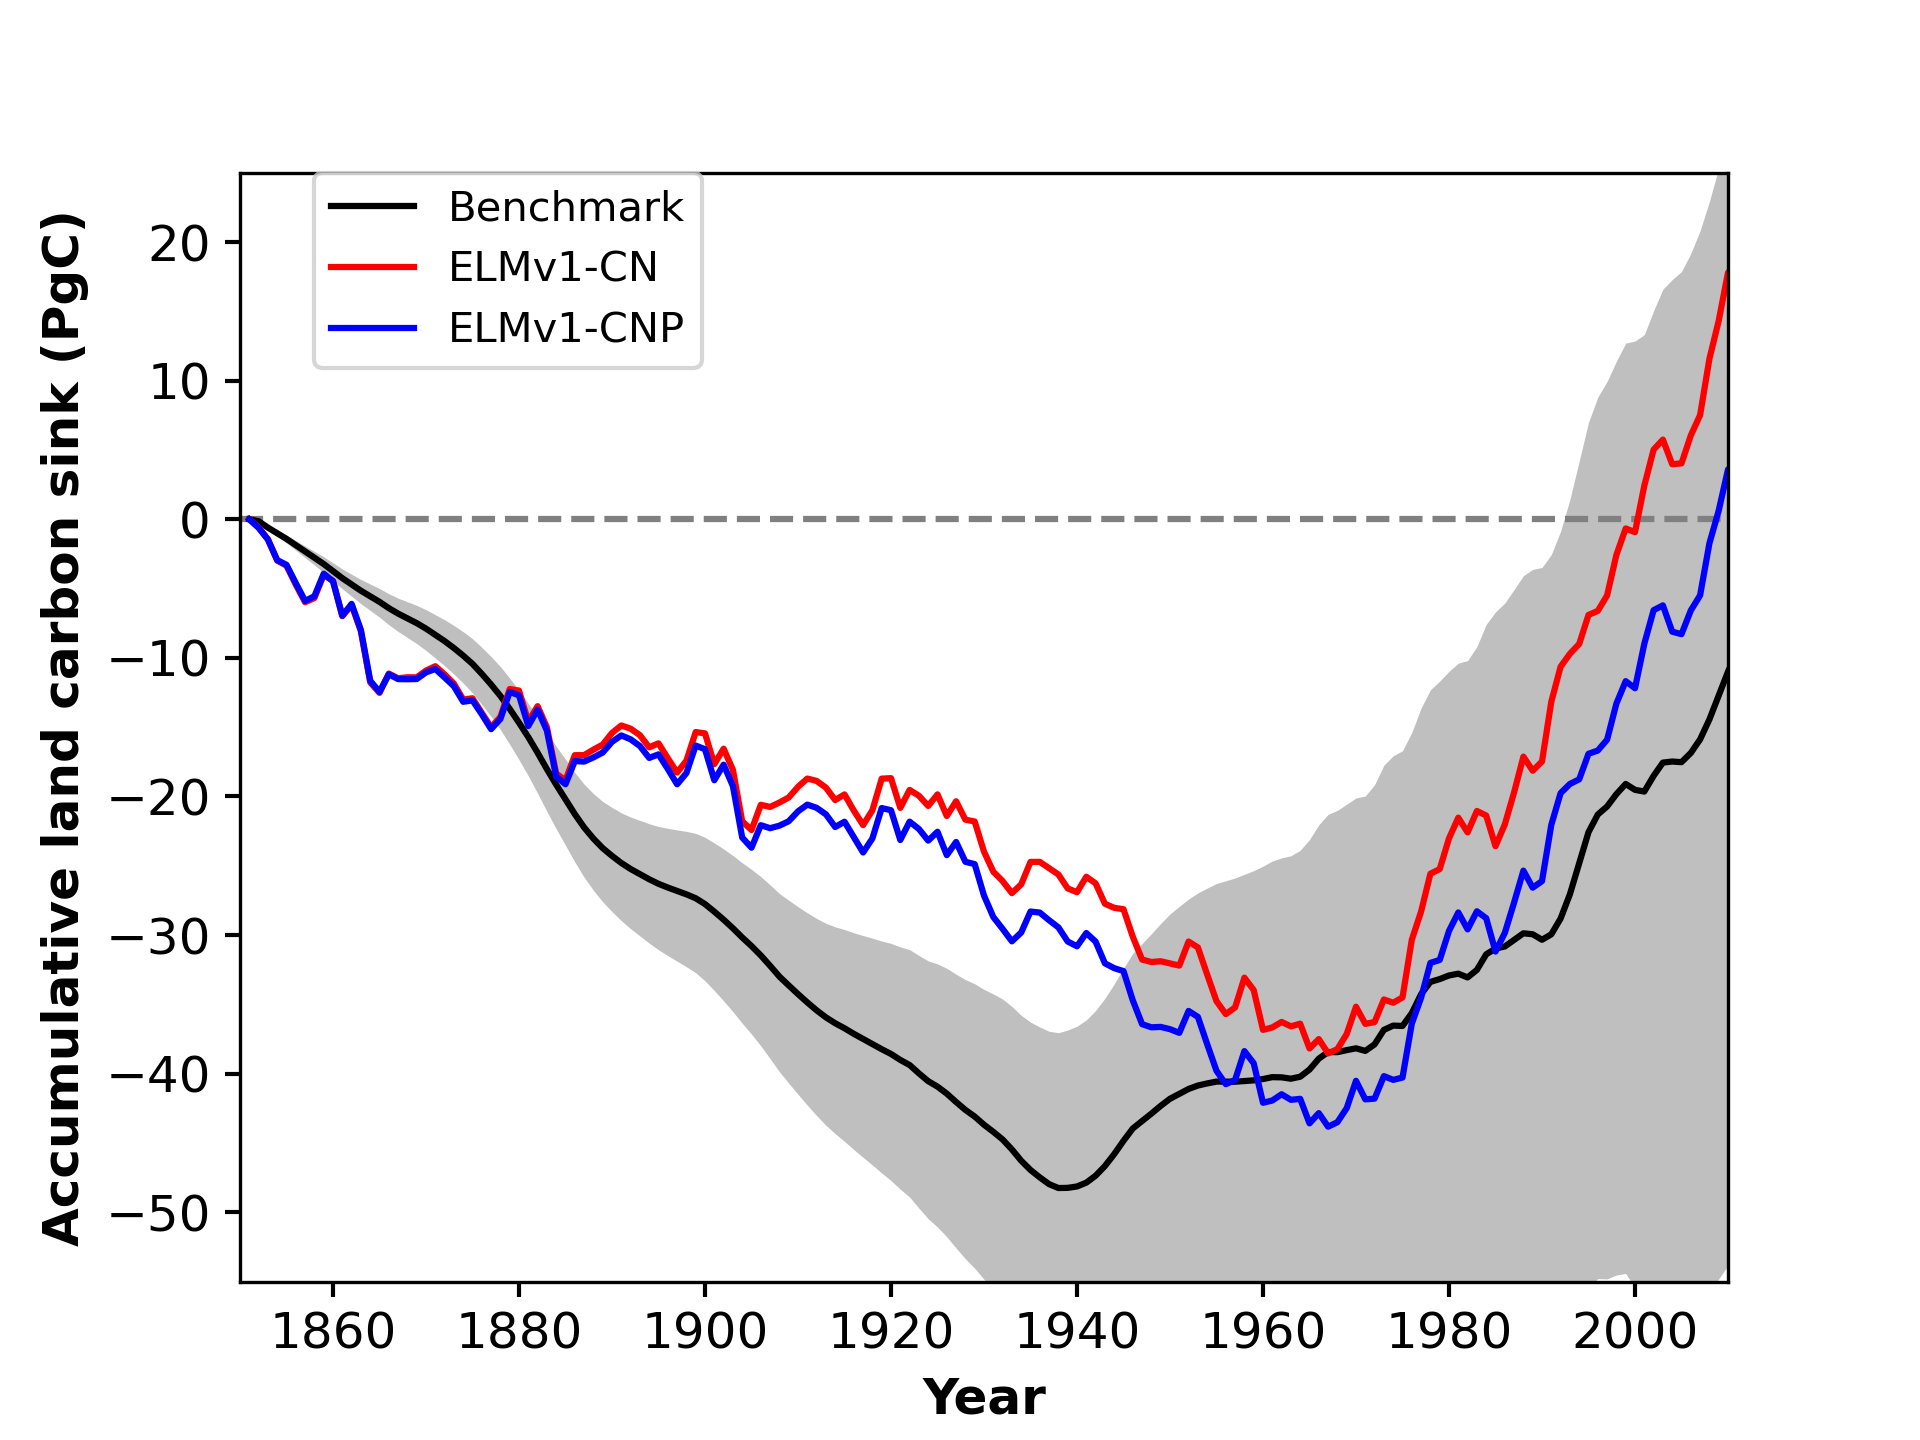 Benchmark
ELMv1-CN
ELMv1-CNP
Accumulative land carbon sink (PgC)
20
10
0
−10
−20
−30
−40
−50
1860 1880 1900 1920 1940 1960 1980 2000
Year